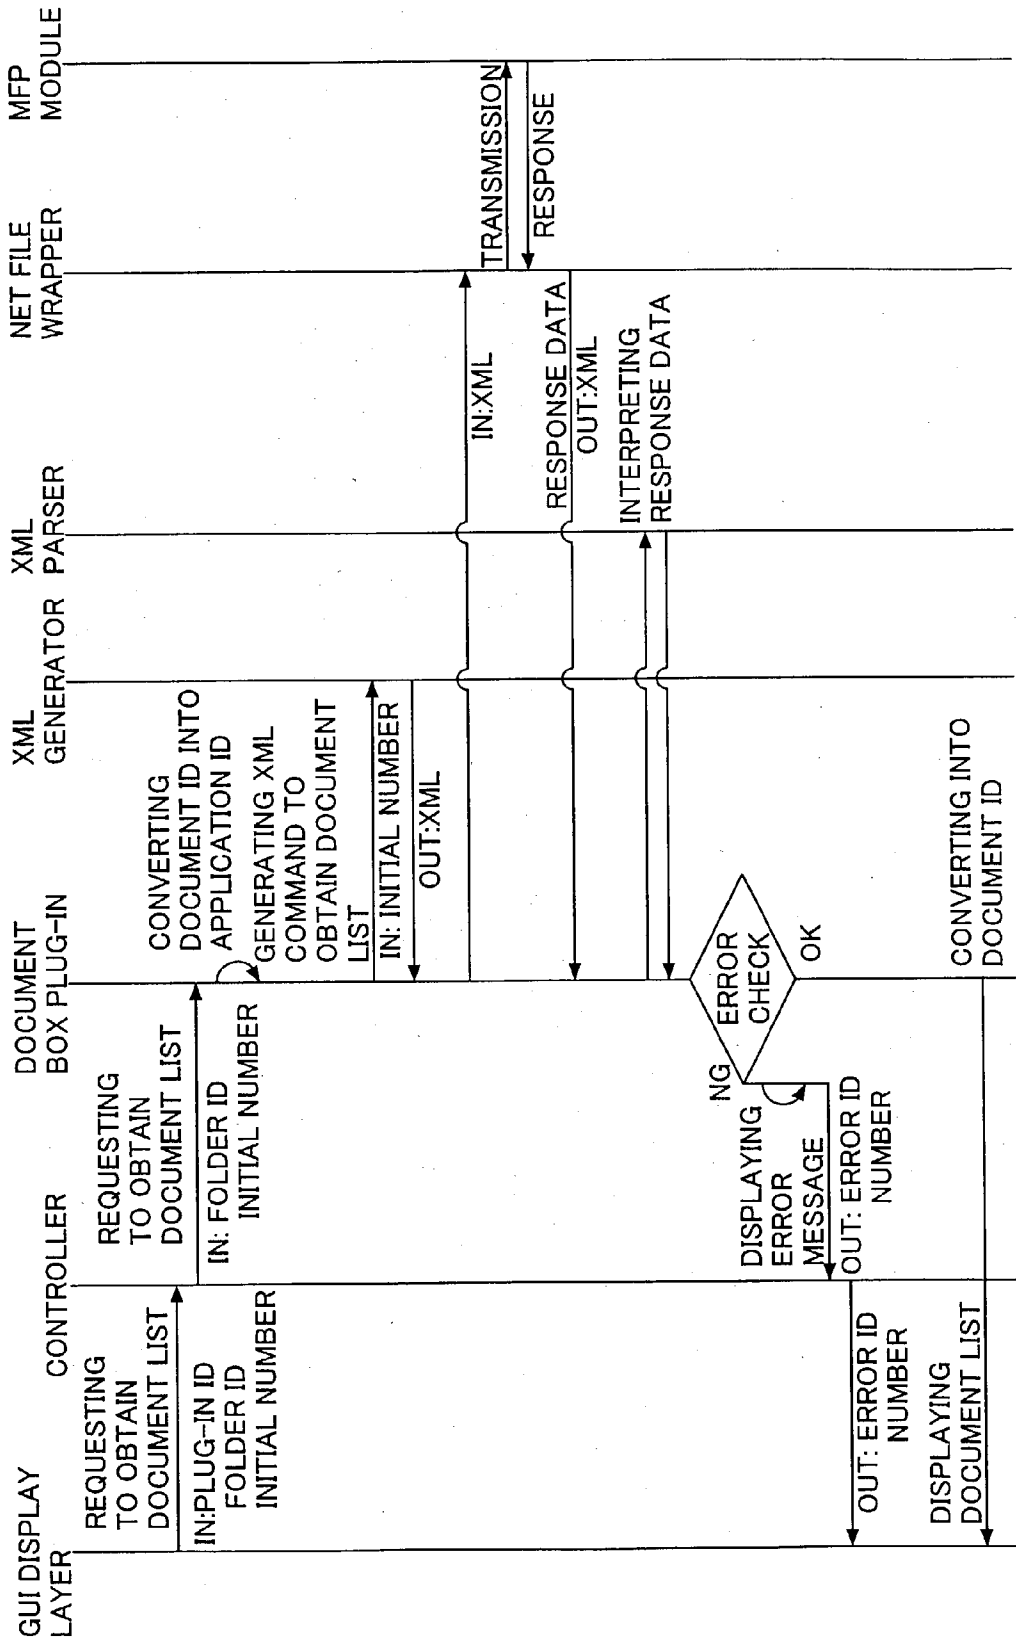 GUI DISPLAY
LAYER
CONTROLLER
DOCUMENT
BOX PLUG-IN
XML
GENERATOR
XML
PARSER
NET FILE
WRAPPER
MFP
MODULE
REQUESTING
TO OBTAIN
DOCUMENT LIST
IN:PLUG-IN ID
FOLDER ID
INITIAL NUMBER
REQUESTING
TO OBTAIN
DOCUMENT LIST
IN: FOLDER ID
INITIAL NUMBER
CONVERTING
DOCUMENT ID INTO
APPLICATION ID
GENERATING XML
COMMAND TO
OBTAIN DOCUMENT
LIST
IN: INITIAL NUMBER
OUT:XML
IN:XML
TRANSMISSION
RESPONSE
RESPONSE DATA
OUT:XML
INTERPRETING
RESPONSE DATA
ERROR
CHECK
NG
OK
DISPLAYING
ERROR
MESSAGE
OUT: ERROR ID
NUMBER
OUT: ERROR ID
NUMBER
CONVERTING INTO
DOCUMENT ID
DISPLAYING
DOCUMENT LIST